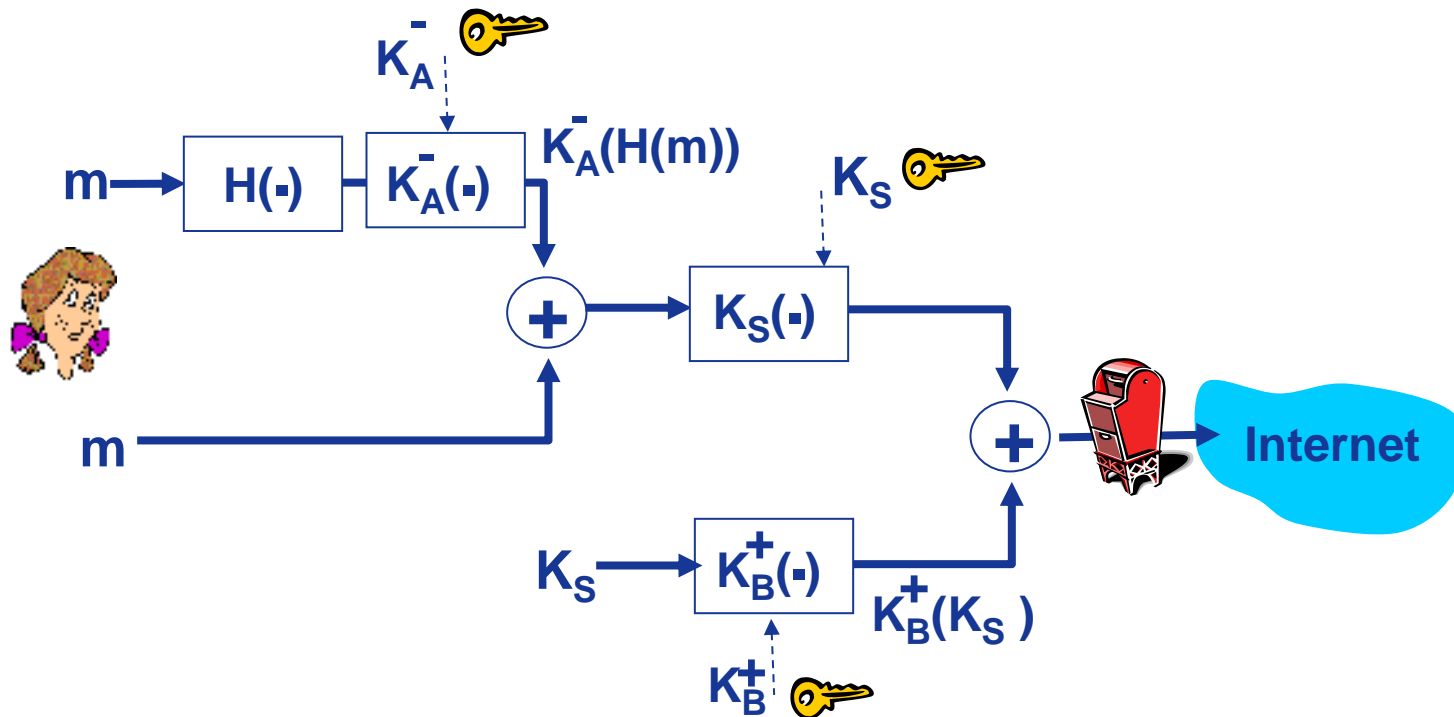 K_A^-
m
H(·)
K_A^-(·)
K_A^-(H(m))
K_S
+
K_S(·)
m
+
Internet
K_S
K_B^+(·)
K_B^+(K_S )
K_B^+